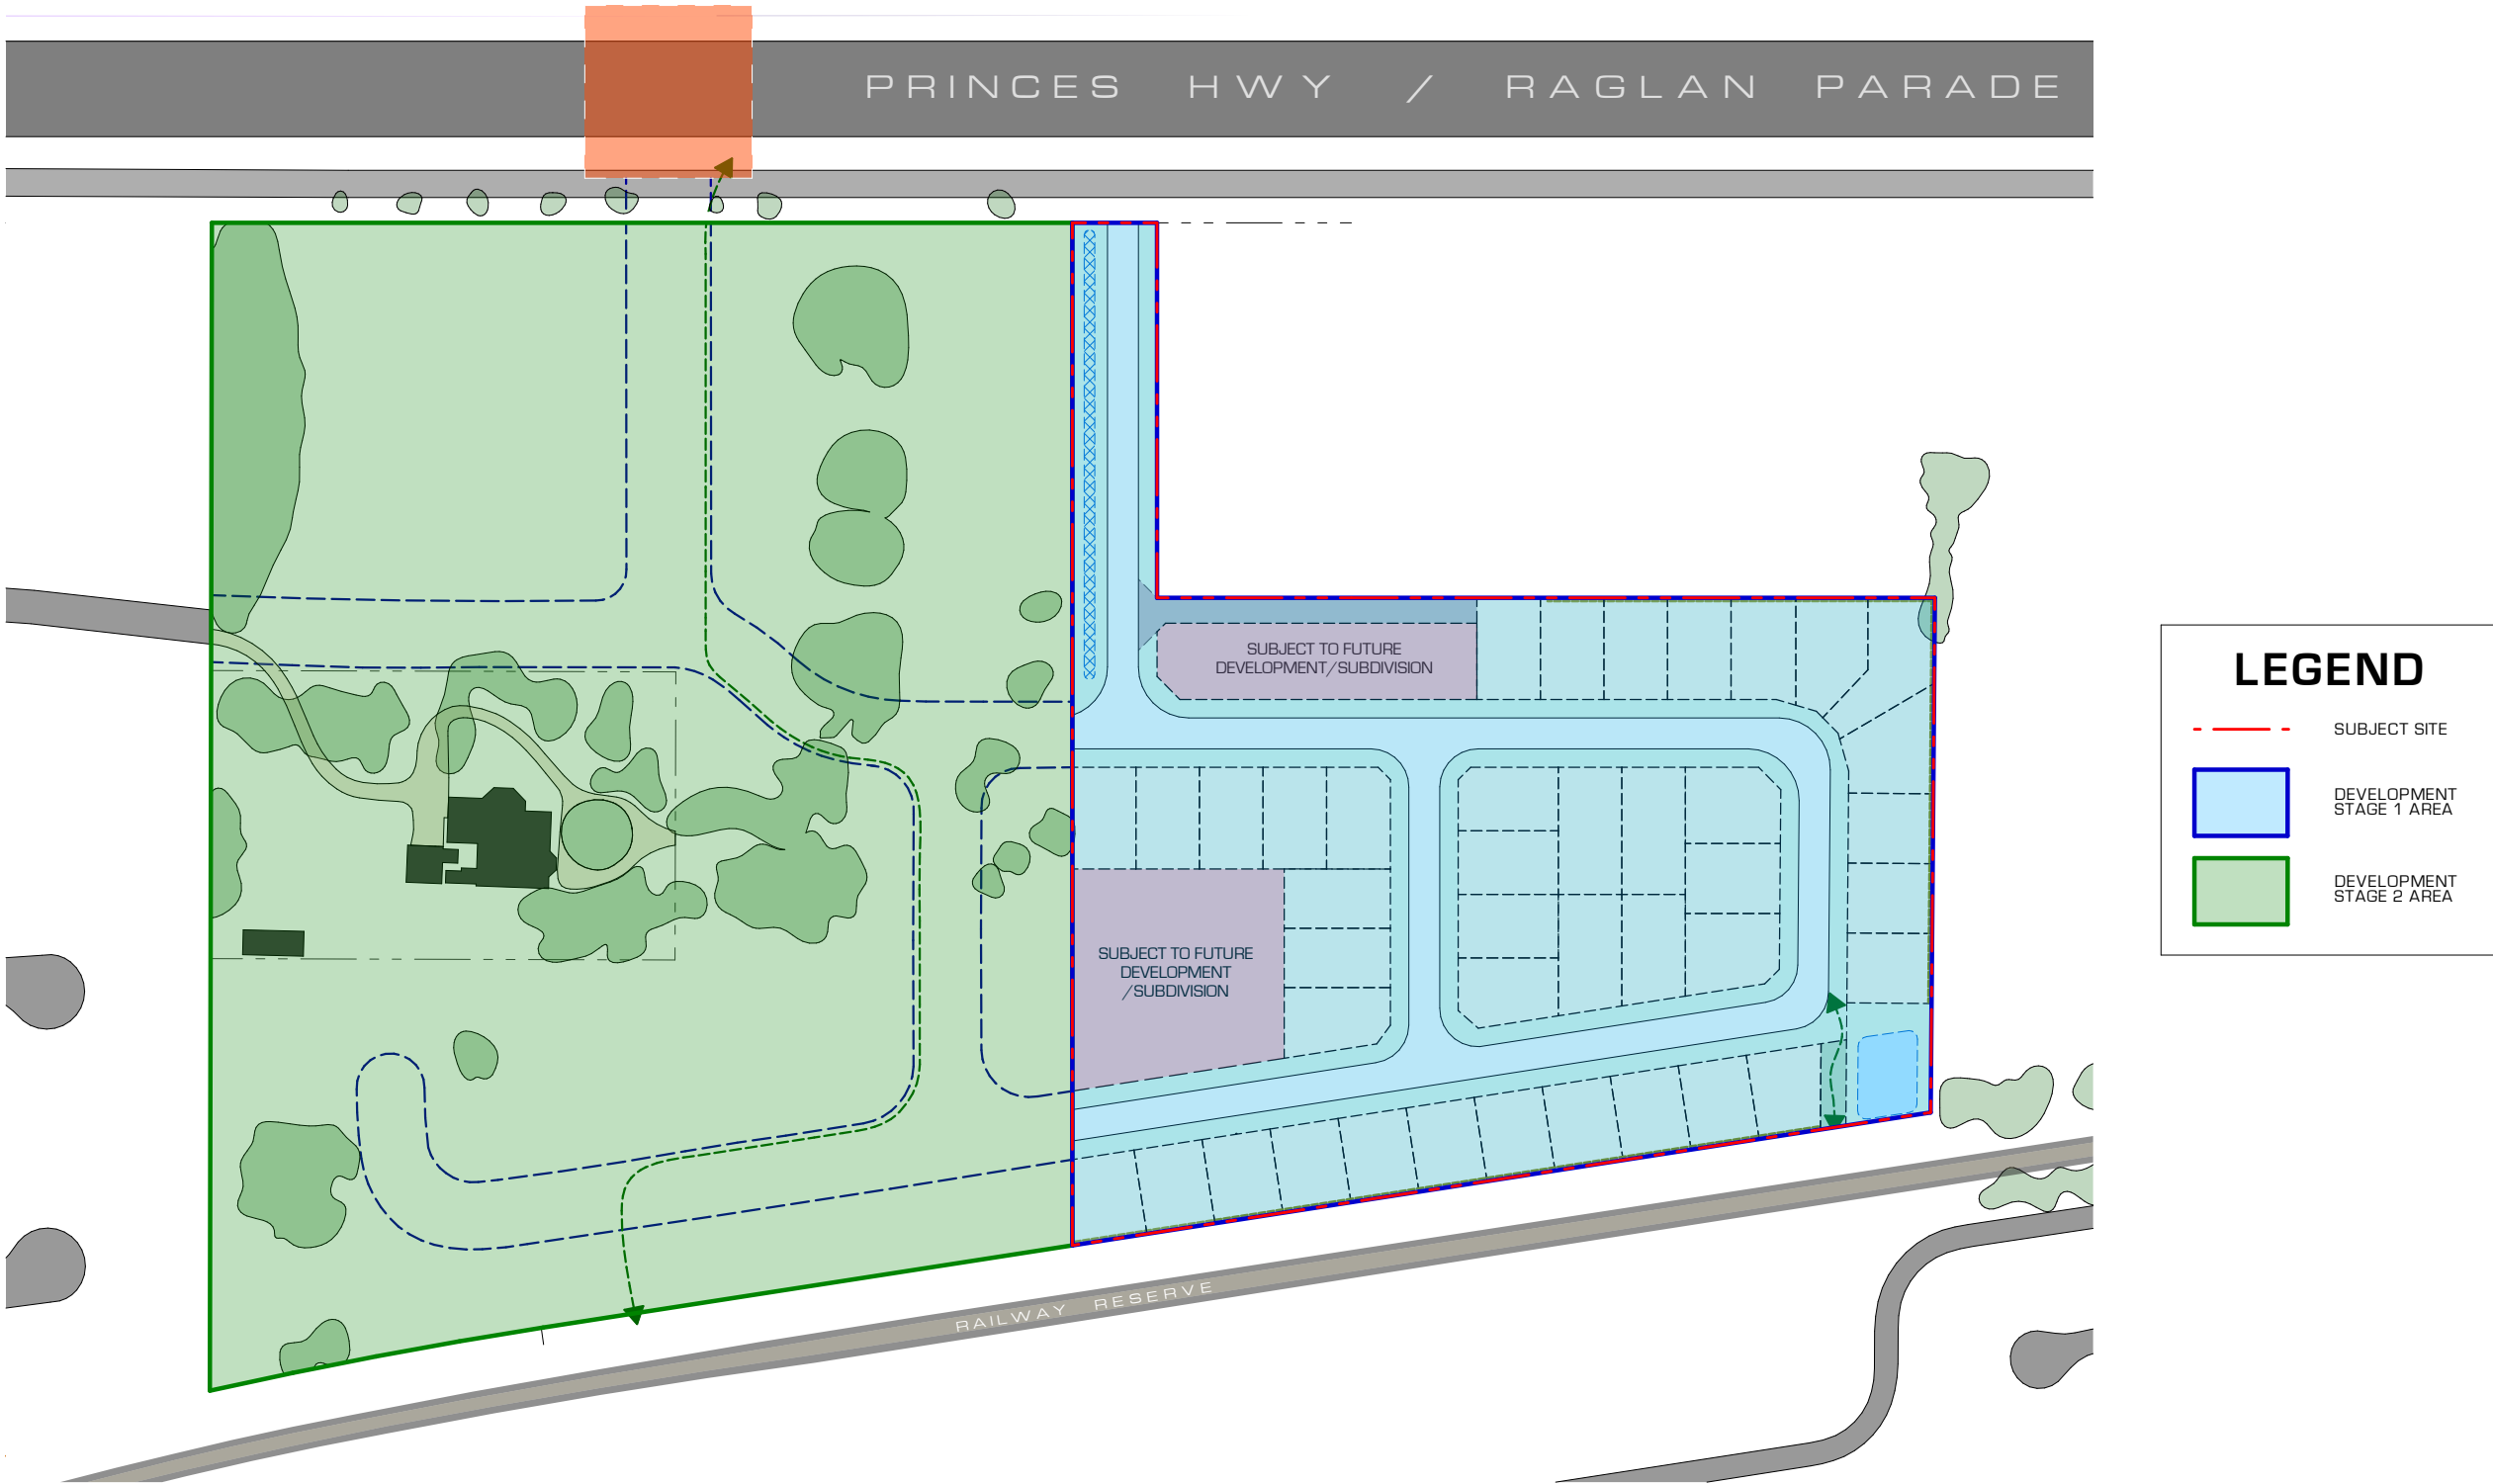 PRINCES HWY / RAGLAN PARADE
SUBJECT TO FUTURE
DEVELOPMENT/SUBDIVISION
SUBJECT TO FUTURE
DEVELOPMENT
/SUBDIVISION
RAILWAY RESERVE
LEGEND
SUBJECT SITE
DEVELOPMENT
STAGE 1 AREA
DEVELOPMENT
STAGE 2 AREA